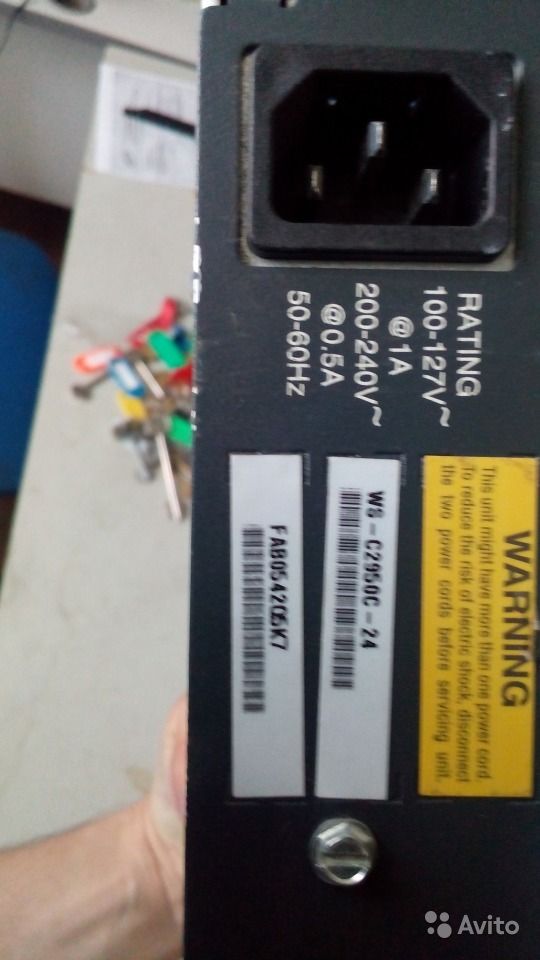 RATING
100-127V~
@1A
200-240V~
@0.5A
50-60Hz
WARNING
This unit might have more than one power cord.
To reduce the risk of electric shock, disconnect
the two power cords before servicing unit.
WS-C2950C-24
FAB0542Q5K7
Avito